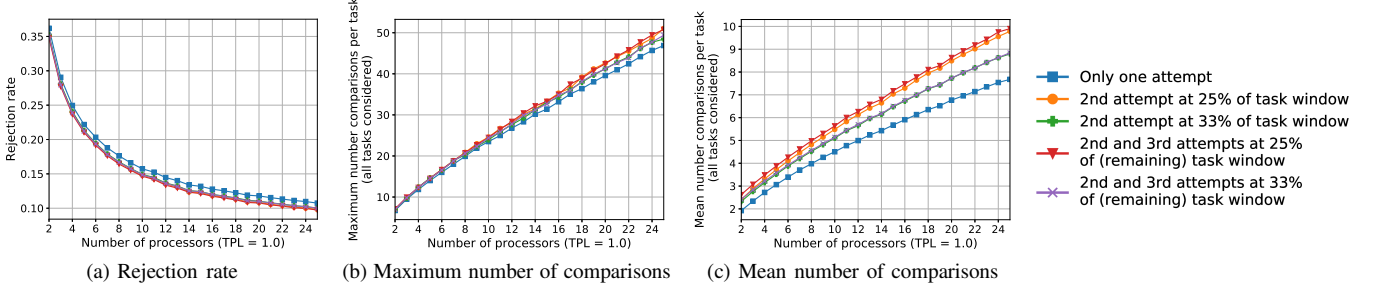 0.35
0.30
0.25
0.20
0.15
0.10
Rejection rate
2 4 6 8 10 12 14 16 18 20 22 24
Number of processors (TPL = 1.0)
(a) Rejection rate
50
40
30
20
10
Maximum number comparisons per task
(all tasks considered)
2 4 6 8 10 12 14 16 18 20 22 24
Number of processors (TPL = 1.0)
(b) Maximum number of comparisons
10
9
8
7
6
5
4
3
2
Mean number comparisons per task
(all tasks considered)
2 4 6 8 10 12 14 16 18 20 22 24
Number of processors (TPL = 1.0)
(c) Mean number of comparisons
Only one attempt
2nd attempt at 25% of task window
2nd attempt at 33% of task window
2nd and 3rd attempts at 25%
of (remaining) task window
2nd and 3rd attempts at 33%
of (remaining) task window